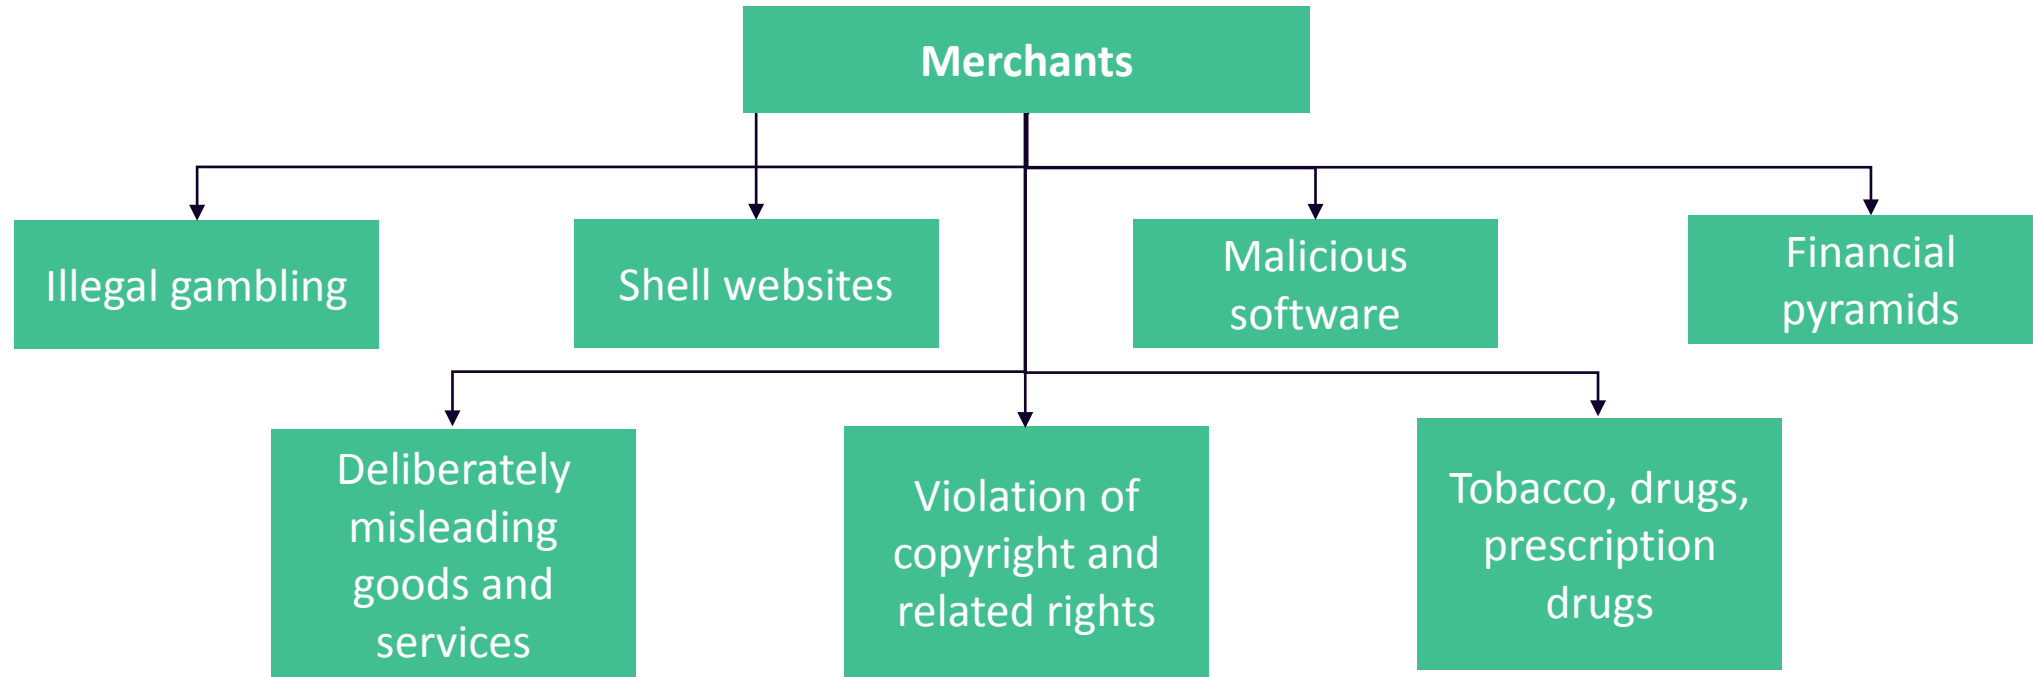 Merchants
Illegal gambling
Shell websites
Malicious
software
Financial
pyramids
Deliberately
misleading
goods and
services
Violation of
copyright and
related rights
Tobacco, drugs,
prescription
drugs